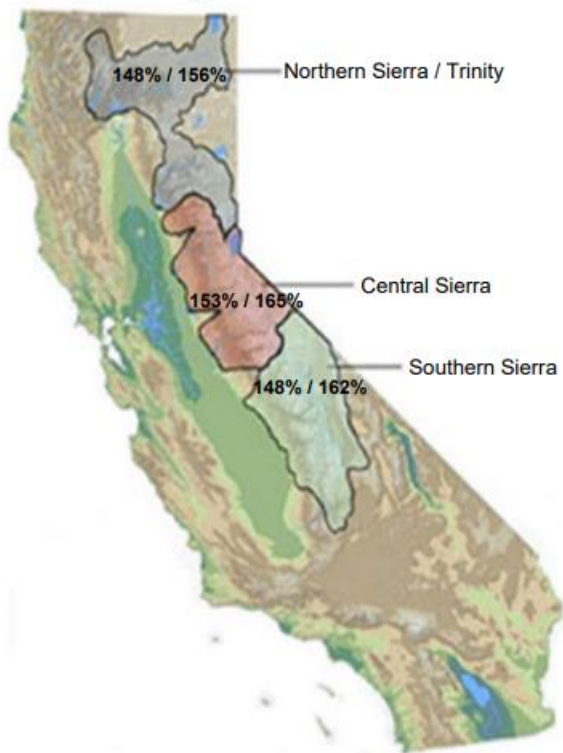 148% / 156%
Northern Sierra / Trinity
153% / 165%
Central Sierra
148% / 162%
Southern Sierra